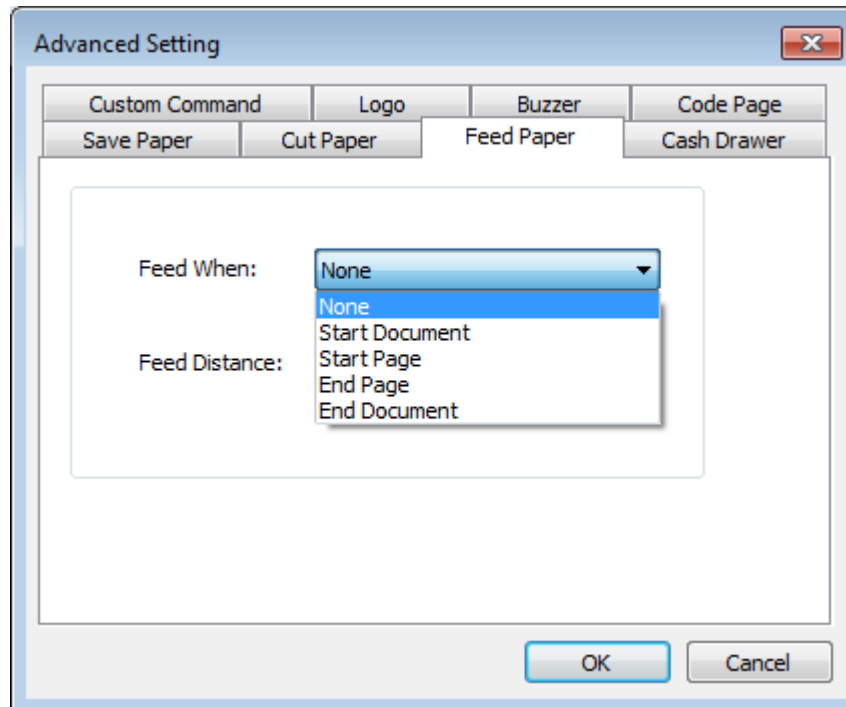 Advanced Setting
Custom Command Logo Buzzer Code Page
Save Paper Cut Paper Feed Paper Cash Drawer
Feed When: None
None
Start Document
Feed Distance: Start Page
End Page
End Document
OK Cancel